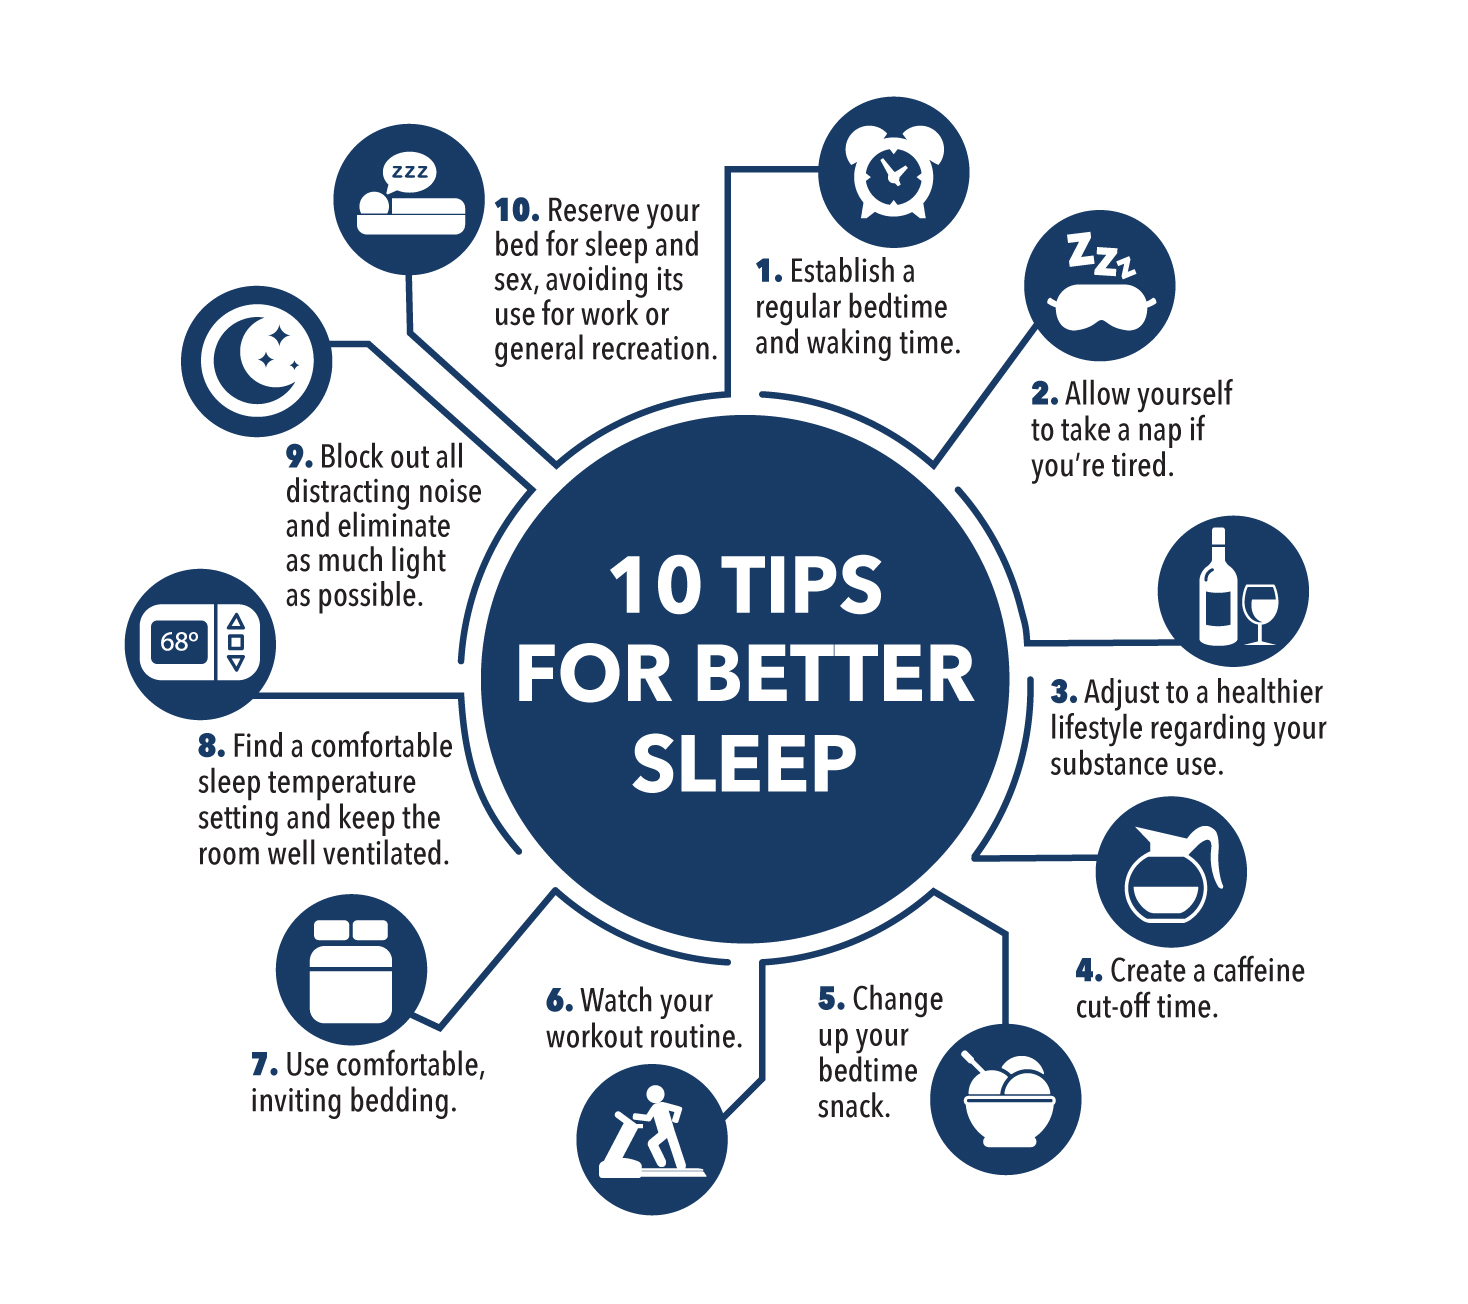 10 TIPS
FOR BETTER
SLEEP
1. Establish a
regular bedtime
and waking time.
zzz
2. Allow yourself
to take a nap if
you’re tired.
3. Adjust to a healthier
lifestyle regarding your
substance use.
4. Create a caffeine
cut-off time.
5. Change
up your
bedtime
snack.
6. Watch your
workout routine.
7. Use comfortable,
inviting bedding.
68º
8. Find a comfortable
sleep temperature
setting and keep the
room well ventilated.
9. Block out all
distracting noise
and eliminate
as much light
as possible.
zzz
10. Reserve your
bed for sleep and
sex, avoiding its
use for work or
general recreation.